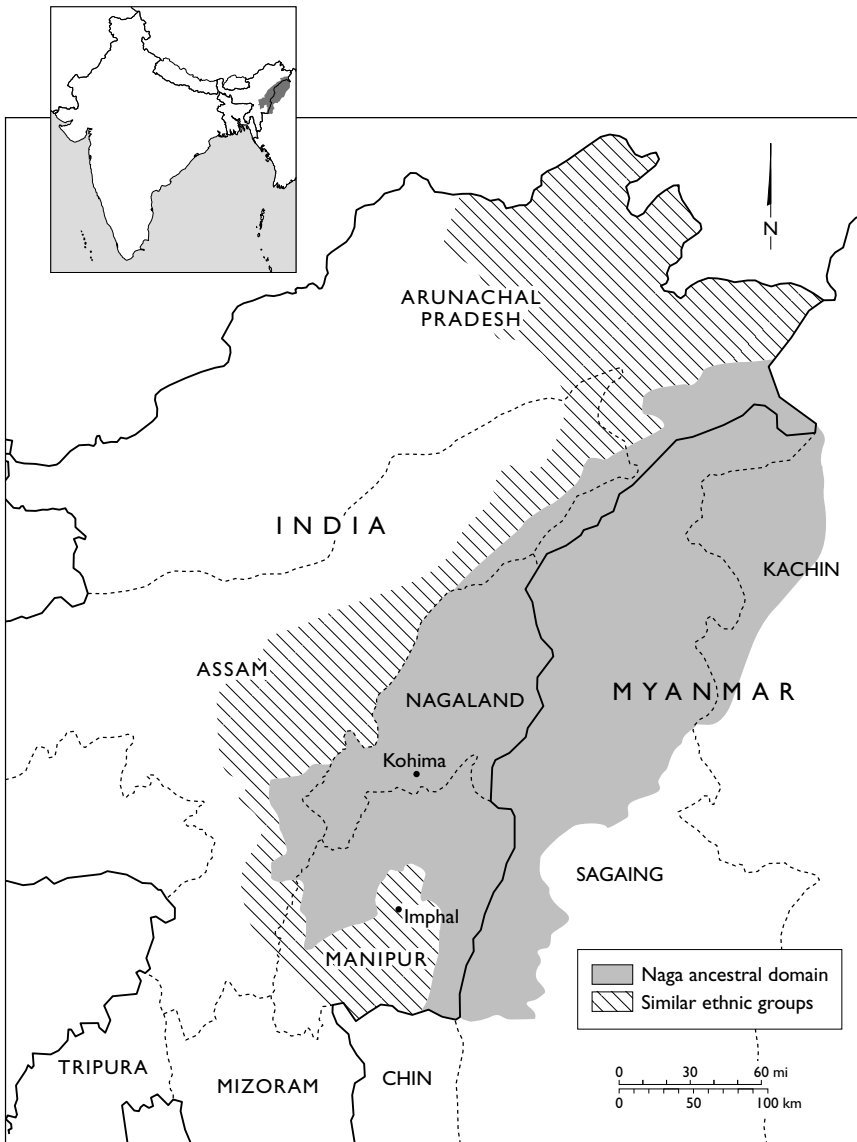 N
ARUNACHAL
PRADESH
INDIA
KACHIN
ASSAM
MYANMAR
NAGALAND
Kohima
SAGAING
Imphal
MANIPUR
Naga ancestral domain
Similar ethnic groups
TRIPURA
MIZORAM
CHIN
0 30 60 mi
0 50 100 km